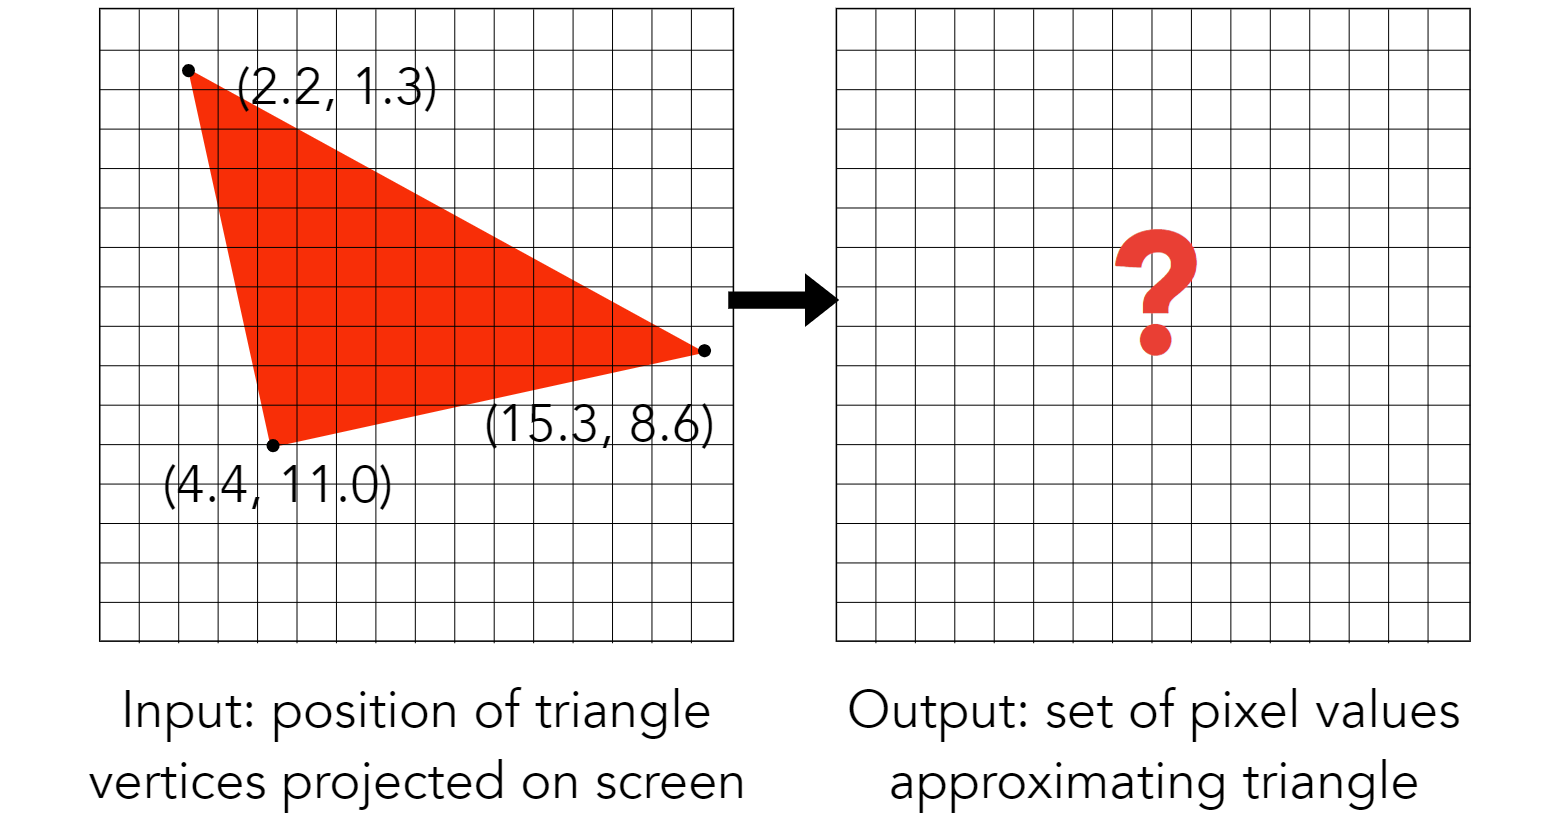 (2.2, 1.3)
?
(15.3, 8.6)
(4.4, 11.0)
Input: position of triangle
vertices projected on screen
Output: set of pixel values
approximating triangle